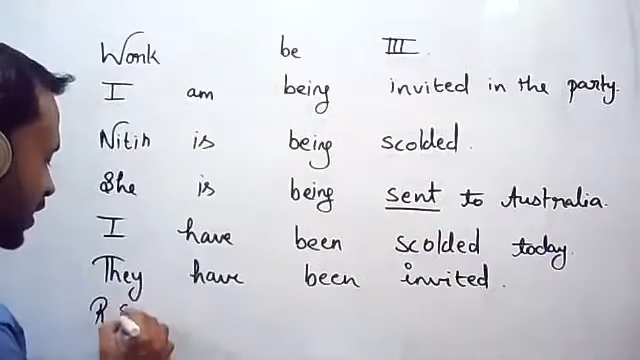 Work be III.
I am being invited in the party.
Nitin is being scolded.
She is being sent to Australia.
I have been scolded today.
They have been invited.
R